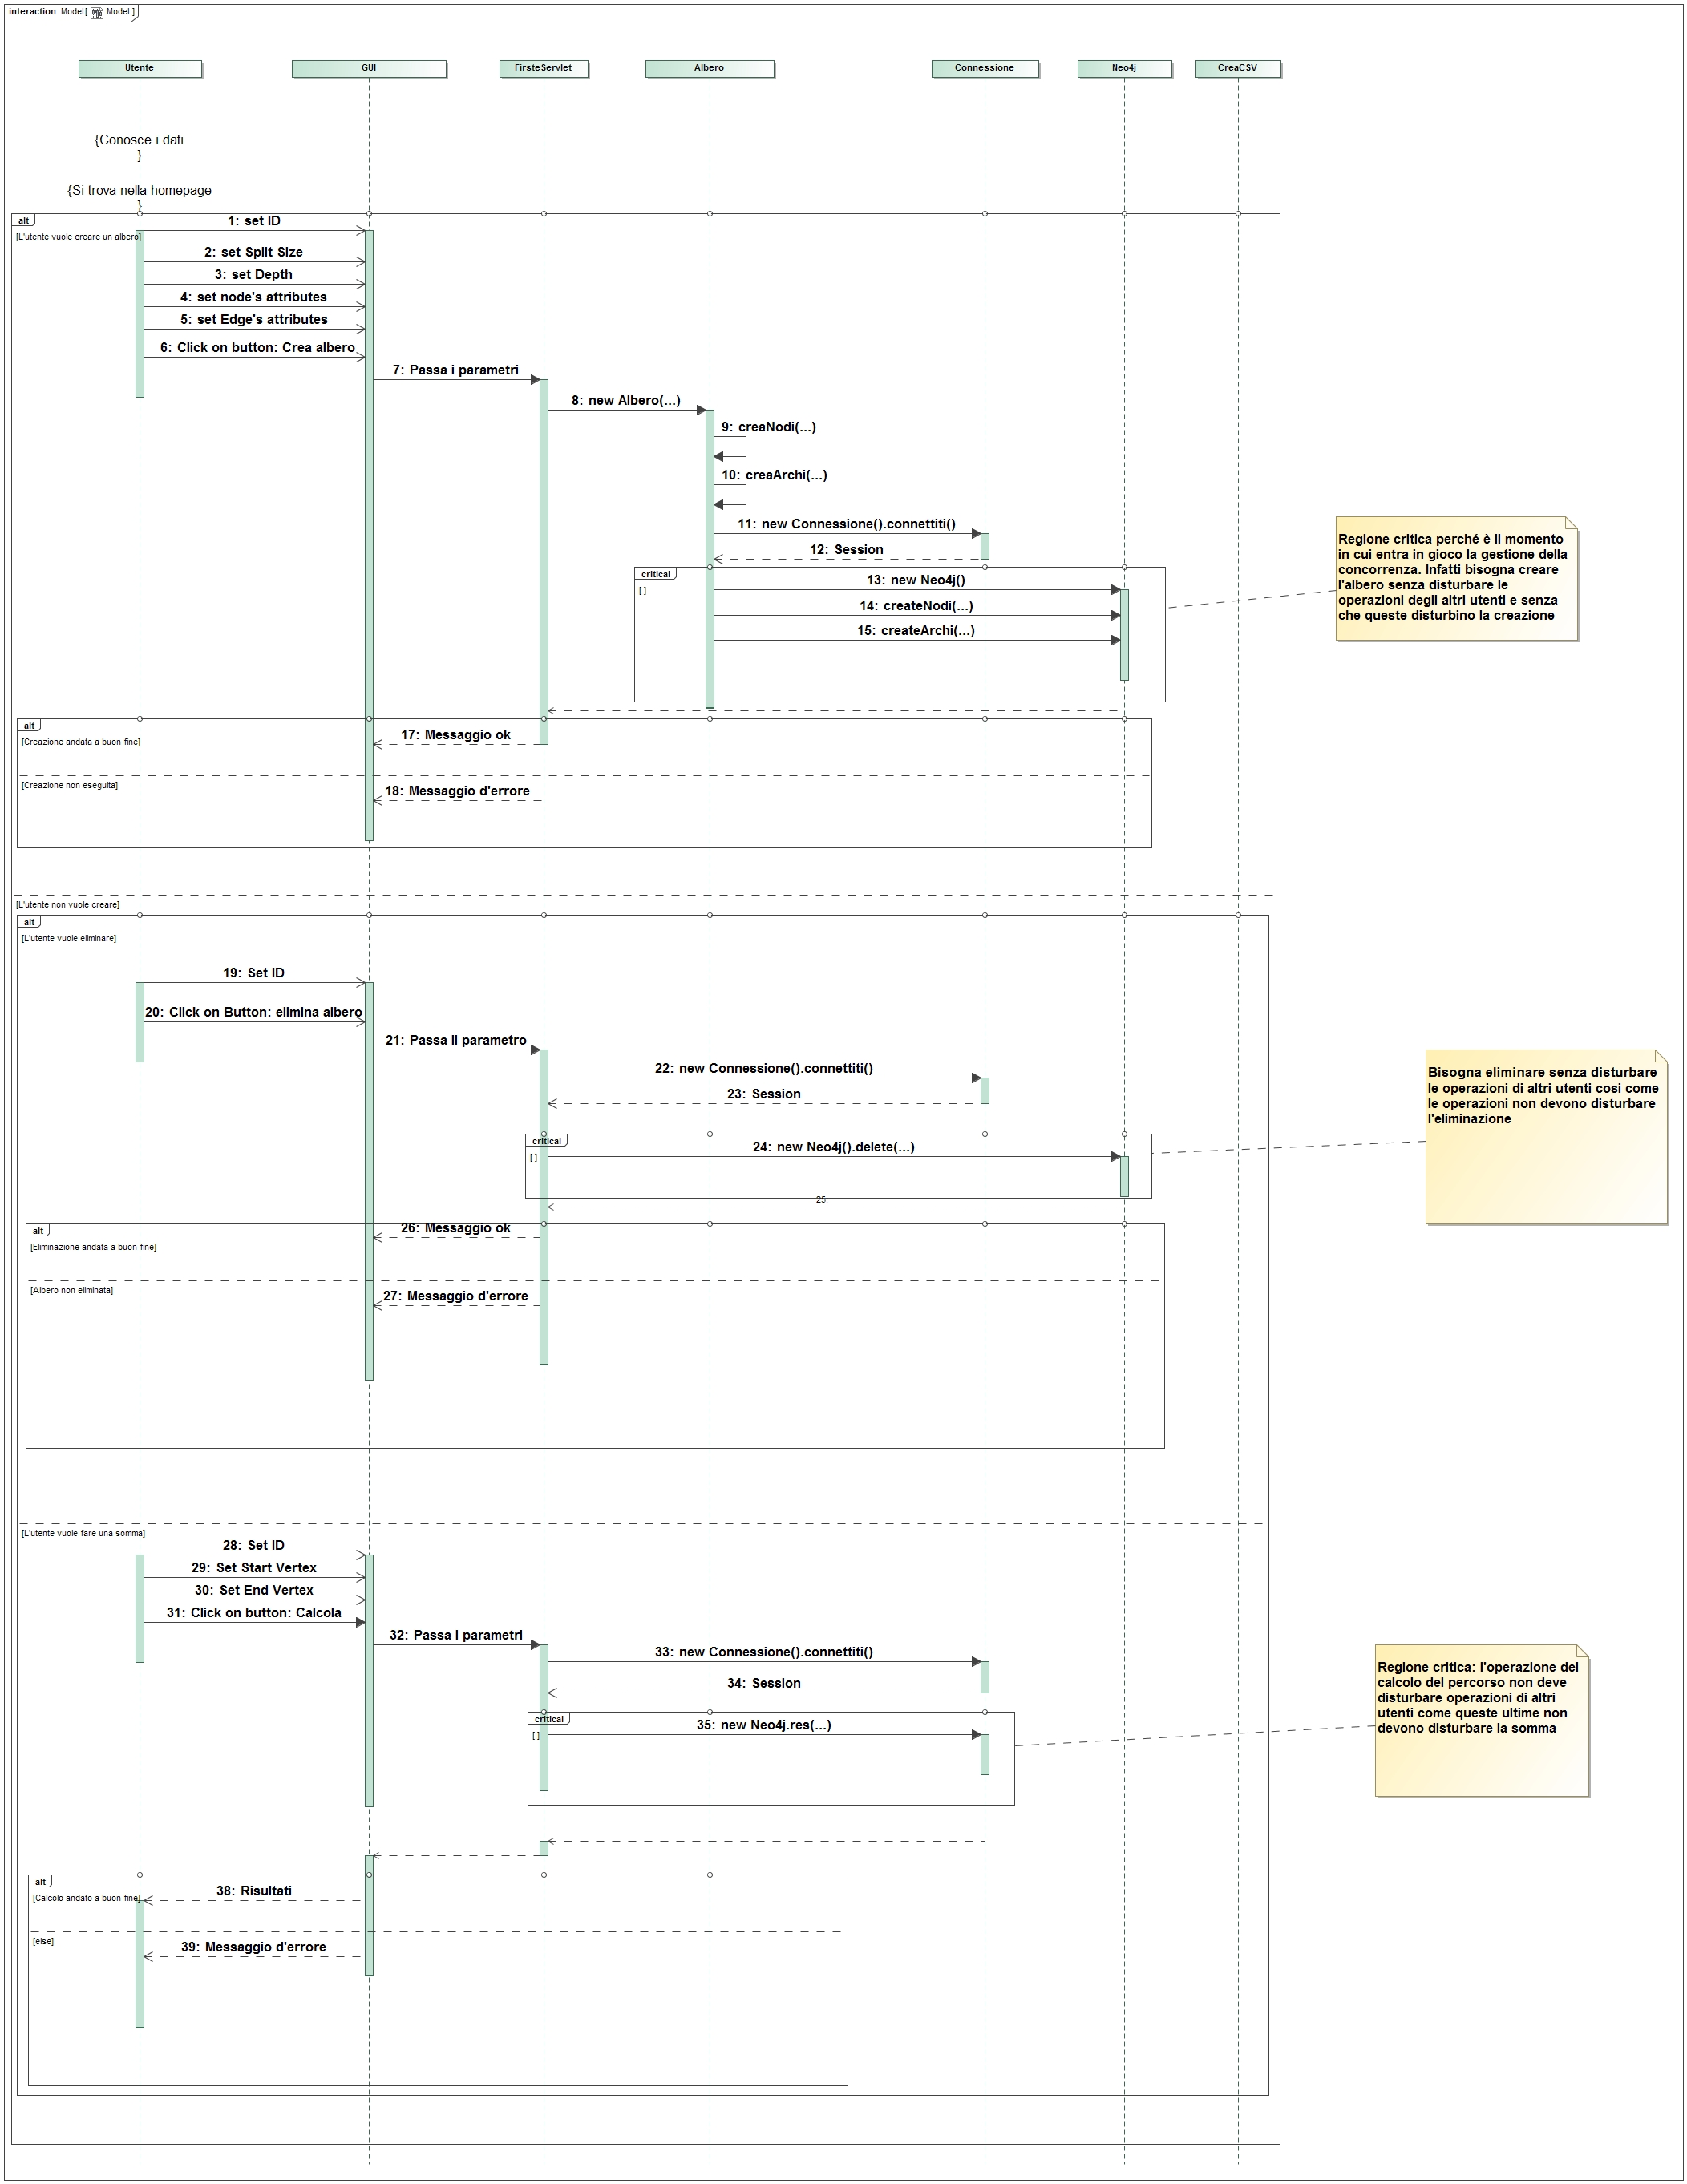 interaction Model[ Model ]
Utente
GUI
FirsteServlet
Albero
Connessione
Neo4j
CreaCSV
{Conosce i dati
}
{Si trova nella homepage
}
alt
[L'utente vuole creare un albero]
1: set ID
2: set Split Size
3: set Depth
4: set node's attributes
5: set Edge's attributes
6: Click on button: Crea albero
7: Passa i parametri
8: new Albero(...)
9: creaNodi(...)
10: creaArchi(...)
11: new Connessione().connettiti()
12: Session
critical
[ ]
13: new Neo4j()
14: createNodi(...)
15: createArchi(...)
Regione critica perché è il momento
in cui entra in gioco la gestione della
concorrenza. Infatti bisogna creare
l'albero senza disturbare le
operazioni degli altri utenti e senza
che queste disturbino la creazione
alt
[Creazione andata a buon fine]
17: Messaggio ok
[Creazione non eseguita]
18: Messaggio d'errore
[L'utente non vuole creare]
alt
[L'utente vuole eliminare]
19: Set ID
20: Click on Button: elimina albero
21: Passa il parametro
22: new Connessione().connettiti()
23: Session
critical
[ ]
24: new Neo4j().delete(...)
25:
Bisogna eliminare senza disturbare
le operazioni di altri utenti cosi come
le operazioni non devono disturbare
l'eliminazione
alt
26: Messaggio ok
[Eliminazione andata a buon fine]
[Albero non eliminata]
27: Messaggio d'errore
[L'utente vuole fare una somma]
28: Set ID
29: Set Start Vertex
30: Set End Vertex
31: Click on button: Calcola
32: Passa i parametri
33: new Connessione().connettiti()
34: Session
critical
[ ]
35: new Neo4j.res(...)
Regione critica: l'operazione del
calcolo del percorso non deve
disturbare operazioni di altri
utenti come queste ultime non
devono disturbare la somma
alt
[Calcolo andato a buon fine]
38: Risultati
[else]
39: Messaggio d'errore